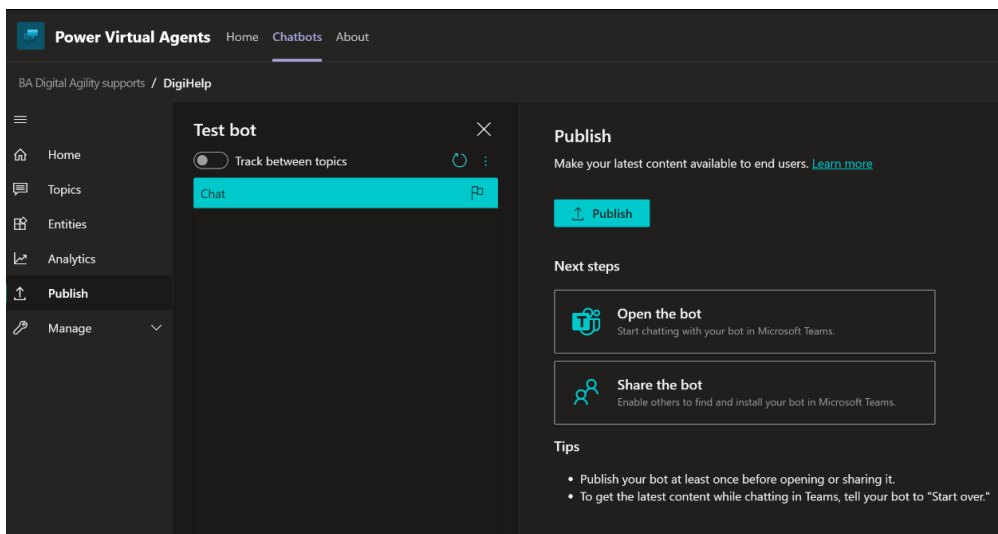 Power Virtual Agents Home Chatbots About
BA Digital Agility supports / DigiHelp
Home
Topics
Entities
Analytics
Publish
Manage
Test bot
Track between topics
Chat
Publish
Make your latest content available to end users. Learn more
Publish
Next steps
Open the bot
Start chatting with your bot in Microsoft Teams.
Share the bot
Enable others to find and install your bot in Microsoft Teams.
Tips
• Publish your bot at least once before opening or sharing it.
• To get the latest content while chatting in Teams, tell your bot to "Start over."